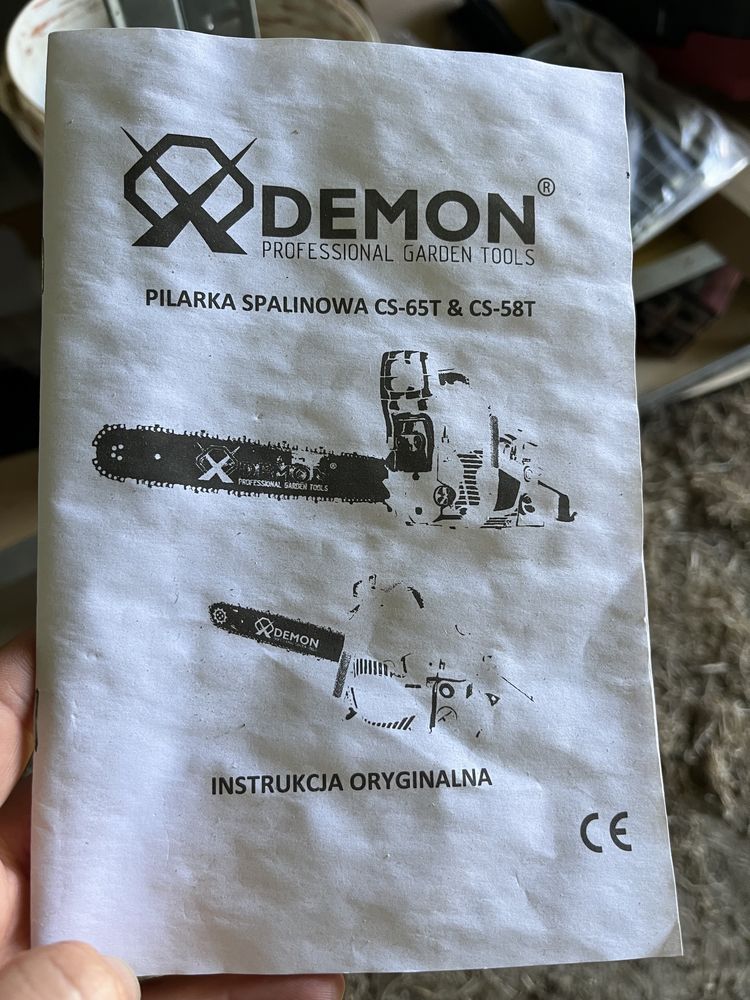 DEMON®
PROFESSIONAL GARDEN TOOLS
PILARKA SPALINOWA CS-65T & CS-58T
DEMON®
PROFESSIONAL GARDEN TOOLS
DEMON
INSTRUKCJA ORYGINALNA
CE